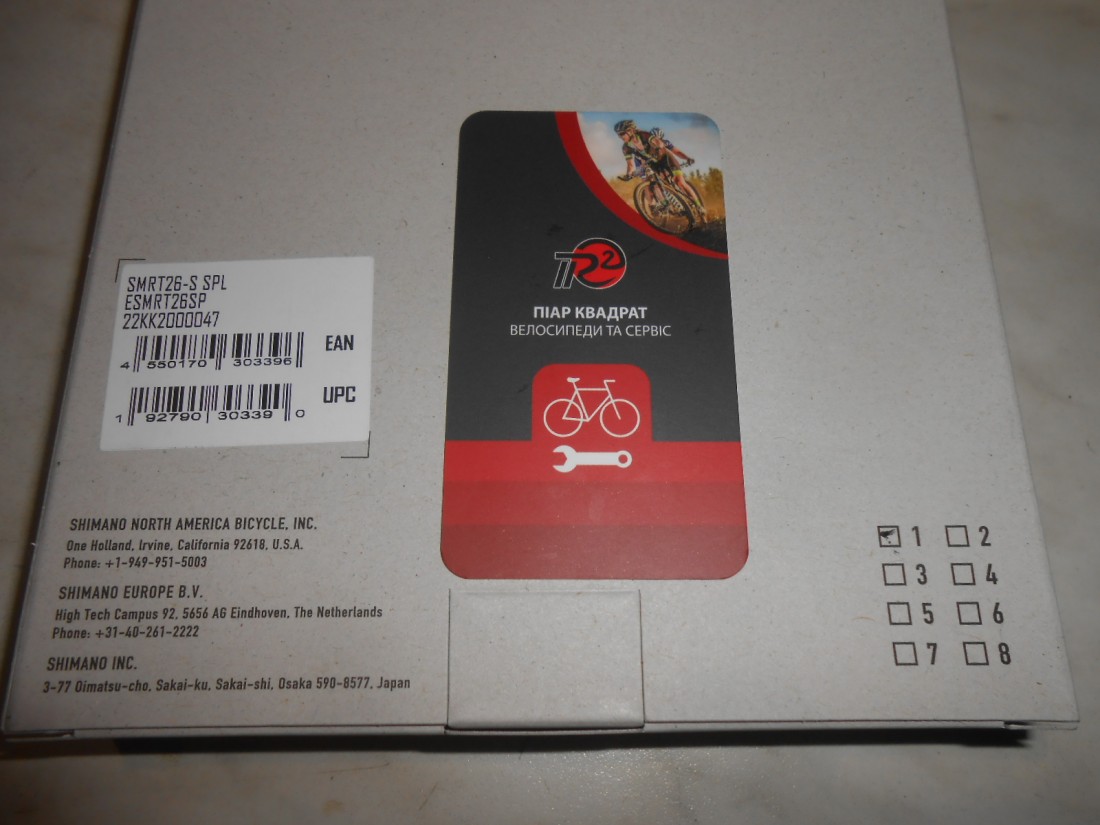 SMRT26-S SPL
ESMRT26SP
22KK2000047
4 550170 303396
EAN
1 92790 30339 0
UPC
R2
ПІАР КВАДРАТ
ВЕЛОСИПЕДИ ТА СЕРВІС
SHIMANO NORTH AMERICA BICYCLE, INC.
One Holland, Irvine, California 92618, U.S.A.
Phone: +1-949-951-5003
SHIMANO EUROPE B.V.
High Tech Campus 92, 5656 AG Eindhoven, The Netherlands
Phone: +31-40-261-2222
SHIMANO INC.
3-77 Oimatsu-cho, Sakai-ku, Sakai-shi, Osaka 590-8577, Japan
1 2
3 4
5 6
7 8